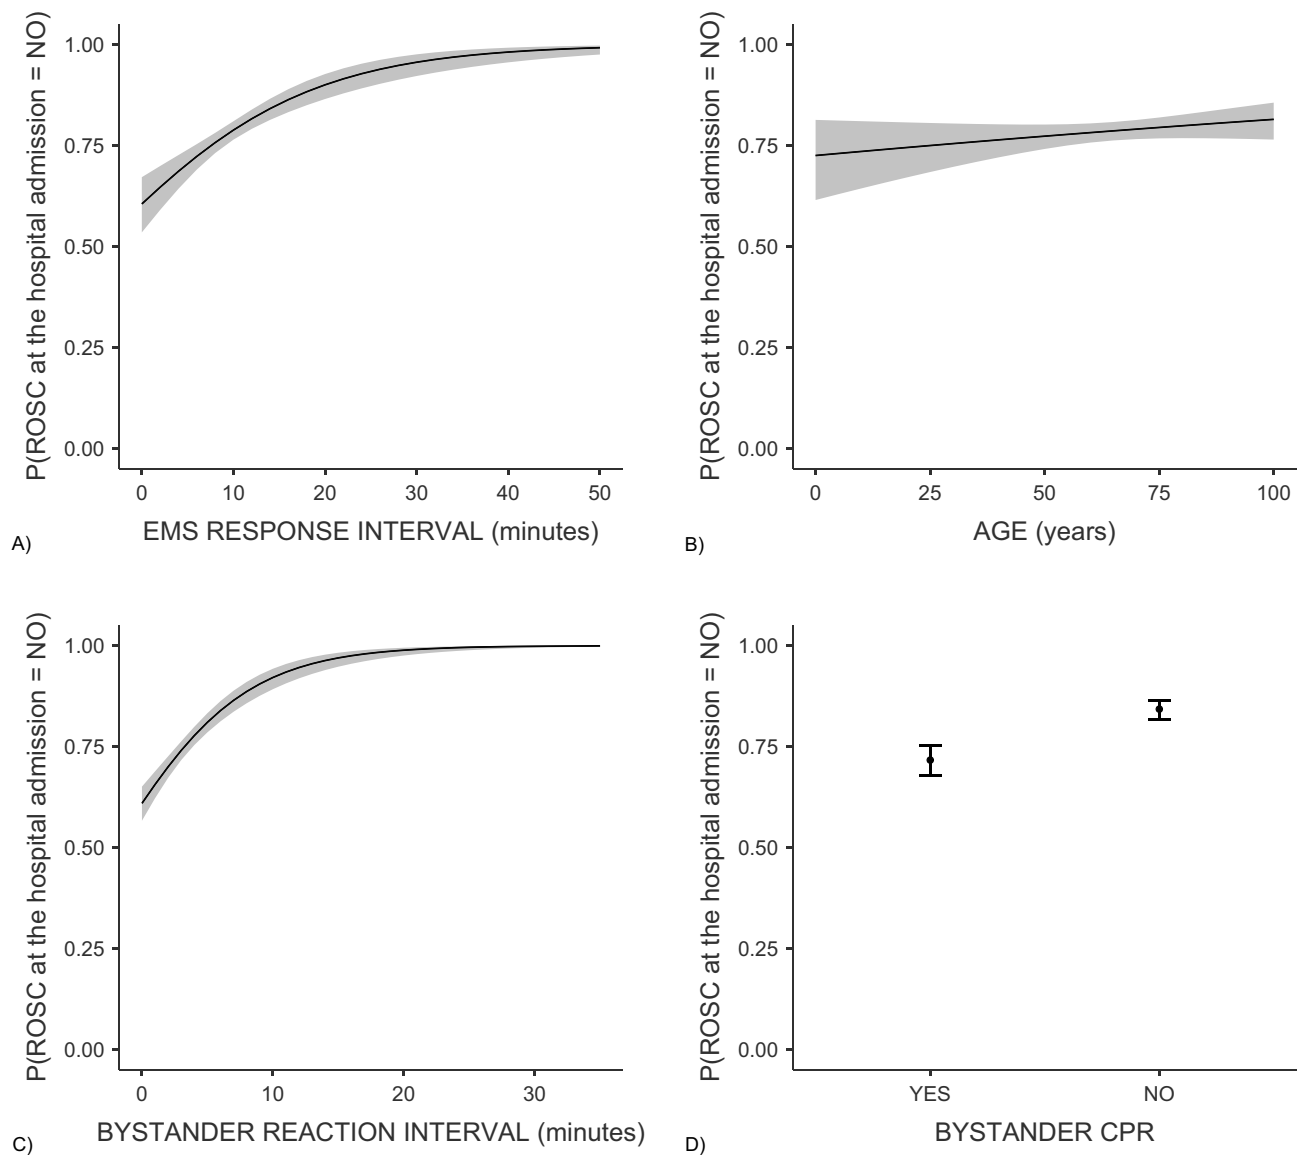 P(ROSC at the hospital admission = NO)
1.00
0.75
0.50
0.25
0.00
0 10 20 30 40 50
EMS RESPONSE INTERVAL (minutes)
A)
P(ROSC at the hospital admission = NO)
1.00
0.75
0.50
0.25
0.00
0 25 50 75 100
AGE (years)
B)
P(ROSC at the hospital admission = NO)
1.00
0.75
0.50
0.25
0.00
0 10 20 30
BYSTANDER REACTION INTERVAL (minutes)
C)
P(ROSC at the hospital admission = NO)
1.00
0.75
0.50
0.25
0.00
YES NO
BYSTANDER CPR
D)